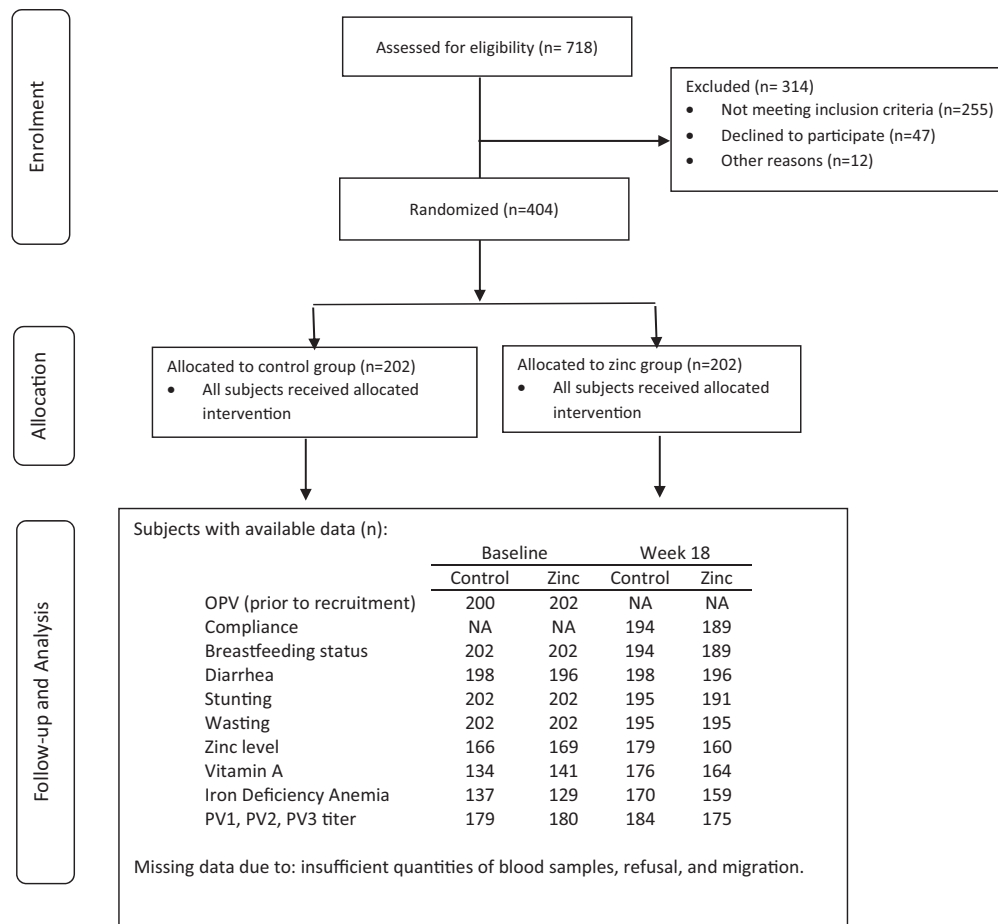 Enrolment
Assessed for eligibility (n= 718)
Excluded (n= 314)
• Not meeting inclusion criteria (n=255)
• Declined to participate (n=47)
• Other reasons (n=12)
Randomized (n=404)
Allocation
Allocated to control group (n=202)
• All subjects received allocated
intervention
Allocated to zinc group (n=202)
• All subjects received allocated
intervention
Follow-up and Analysis
Subjects with available data (n):
Baseline Week 18
Control Zinc Control Zinc
OPV (prior to recruitment) 200 202 NA NA
Compliance NA NA 194 189
Breastfeeding status 202 202 194 189
Diarrhea 198 196 198 196
Stunting 202 202 195 191
Wasting 202 202 195 195
Zinc level 166 169 179 160
Vitamin A 134 141 176 164
Iron Deficiency Anemia 137 129 170 159
PV1, PV2, PV3 titer 179 180 184 175
Missing data due to: insufficient quantities of blood samples, refusal, and migration.